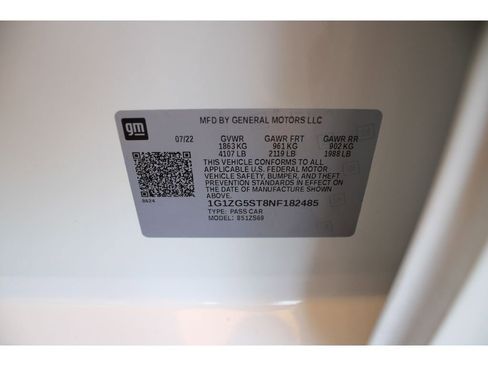 gm
MFD BY GENERAL MOTORS LLC
07/22 GVWR GAWR FRT GAWR RR
1863 KG 961 KG 902 KG
4107 LB 2119 LB 1988 LB
THIS VEHICLE CONFORMS TO ALL
APPLICABLE U.S. FEDERAL MOTOR
VEHICLE SAFETY, BUMPER, AND THEFT
PREVENTION STANDARDS IN EFFECT ON
THE DATE OF MANUFACTURE SHOWN
ABOVE.
9424
1G1ZG5ST8NF182485
TYPE: PASS CAR
MODEL: BS1ZS69